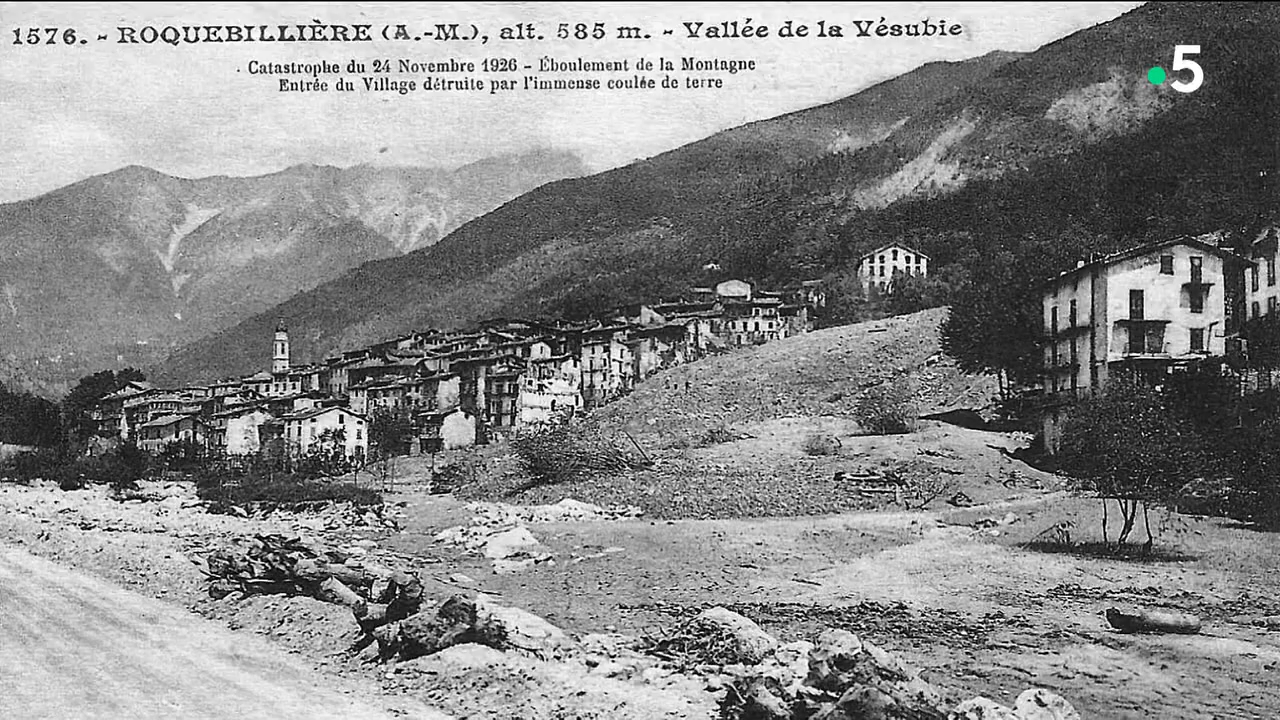 1576. - ROQUEBILLIÈRE (A.-M.), alt. 585 m. - Vallée de la Vésubie
Catastrophe du 24 Novembre 1926 - Éboulement de la Montagne
Entrée du Village détruite par l'immense coulée de terre
5